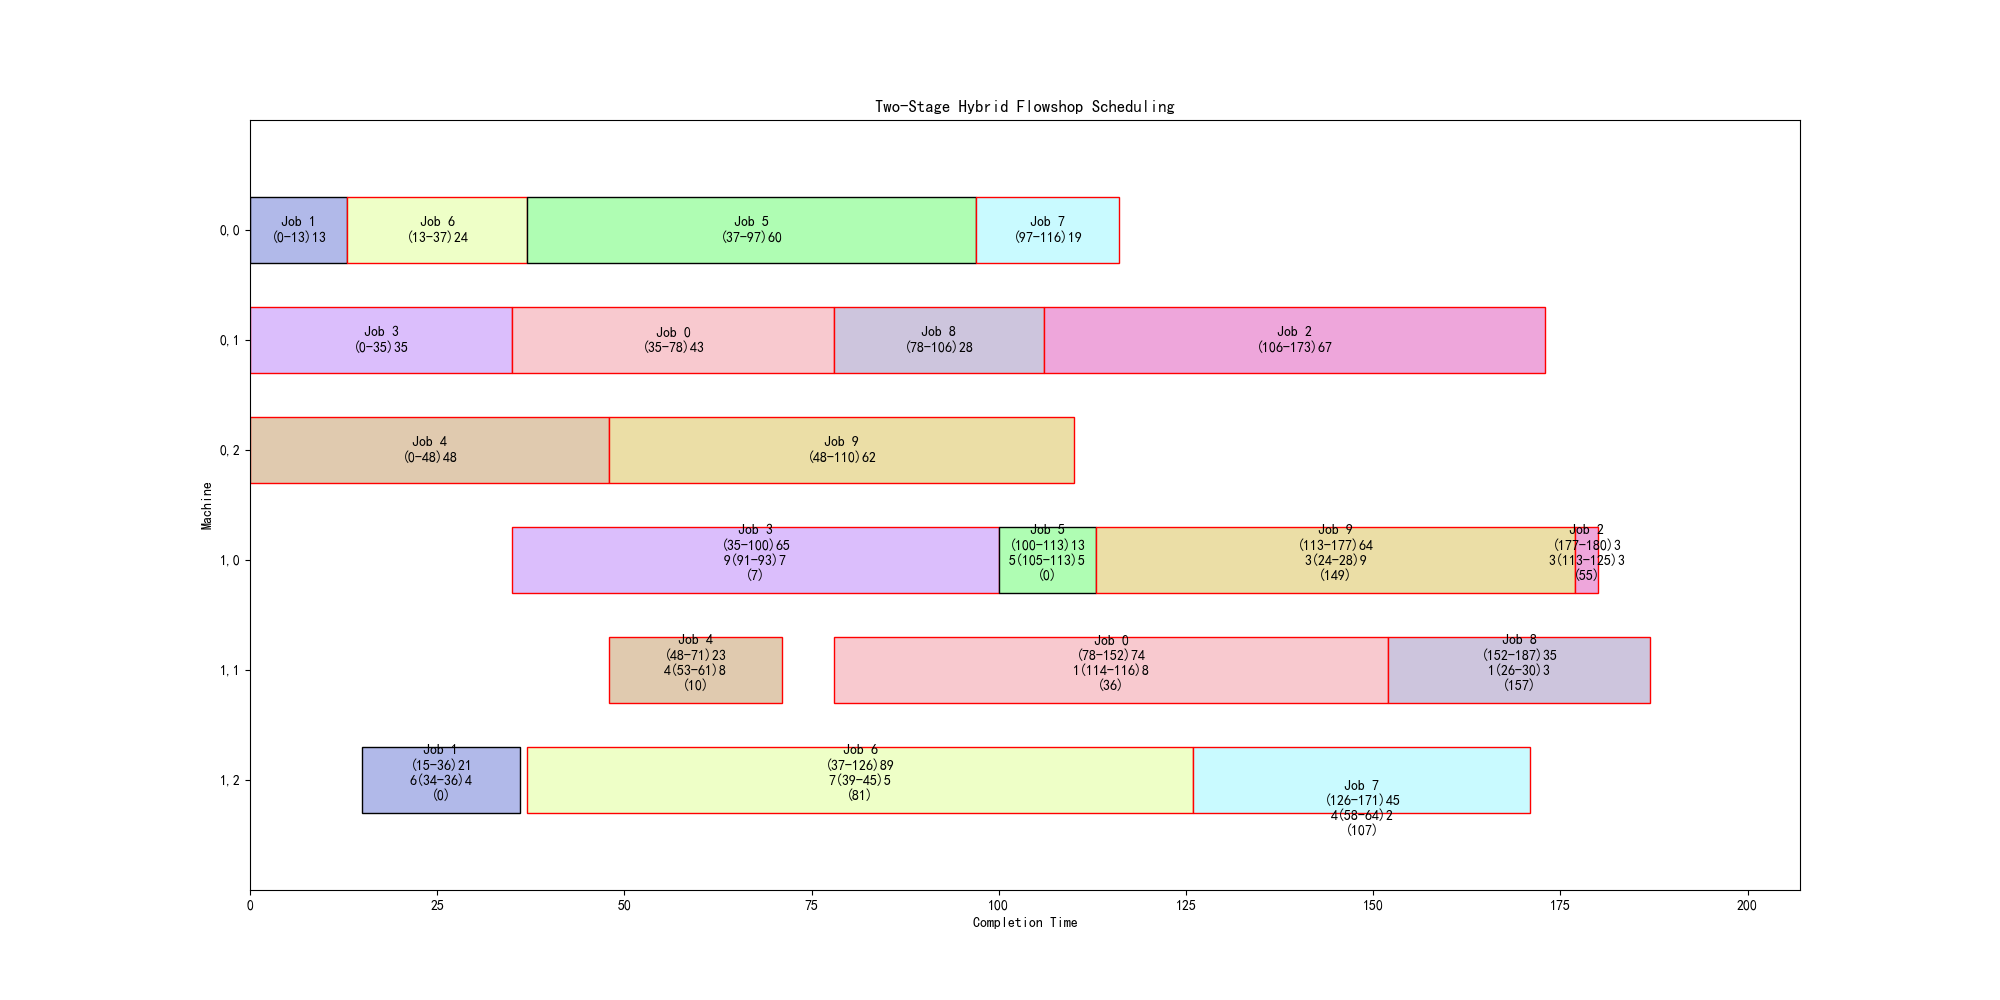 Two-Stage Hybrid Flowshop Scheduling
0,0
Job 1
(0-13)13
Job 6
(13-37)24
Job 5
(37-97)60
Job 7
(97-116)19
0,1
Job 3
(0-35)35
Job 0
(35-78)43
Job 8
(78-106)28
Job 2
(106-173)67
0,2
Job 4
(0-48)48
Job 9
(48-110)62
Machine
1,0
Job 3
(35-100)65
9(91-93)7
(7)
Job 5
(100-113)13
5(105-113)5
(0)
Job 9
(113-177)64
3(24-28)9
(149)
Job 2
(177-180)3
3(113-125)3
(55)
1,1
Job 4
(48-71)23
4(53-61)8
(10)
Job 0
(78-152)74
1(114-116)8
(36)
Job 8
(152-187)35
1(26-30)3
(157)
1,2
Job 1
(15-36)21
6(34-36)4
(0)
Job 6
(37-126)89
7(39-45)5
(81)
Job 7
(126-171)45
4(58-64)2
(107)
0
25
50
75
100
125
150
175
200
Completion Time